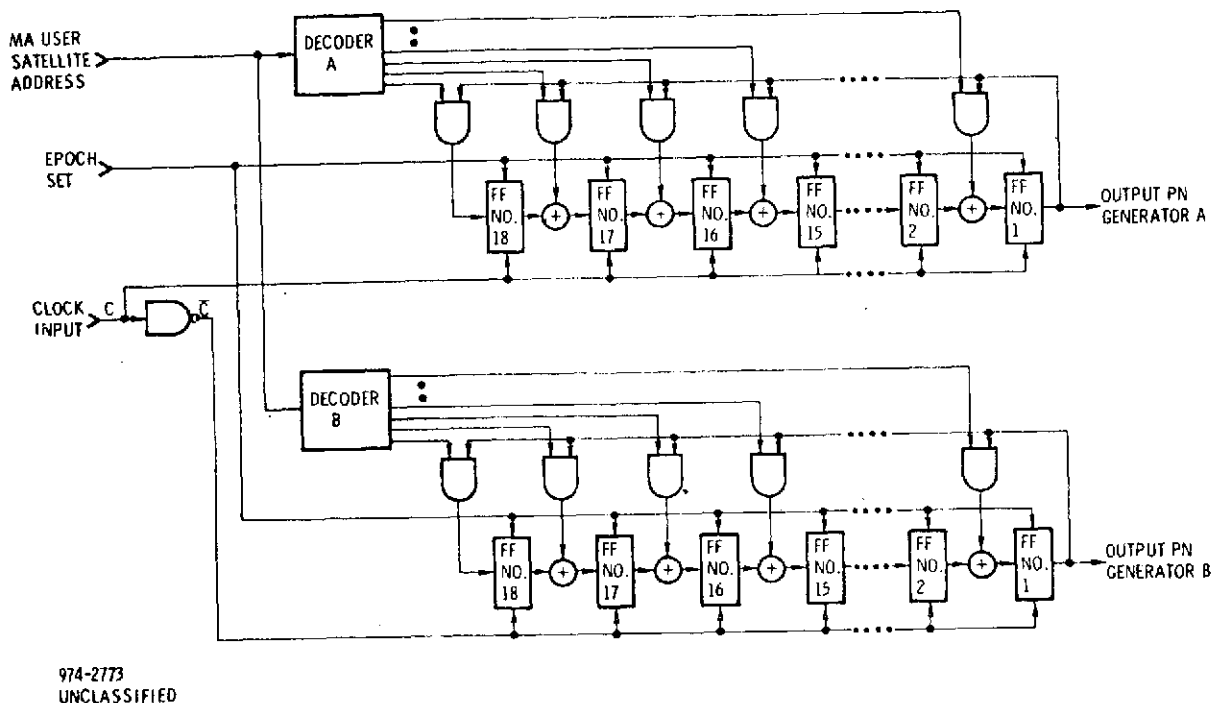 MA USER
SATELLITE
ADDRESS
DECODER
A
EPOCH
SET
FF
NO.
18
FF
NO.
17
FF
NO.
16
FF
NO.
15
FF
NO.
2
FF
NO.
1
OUTPUT PN
GENERATOR A
CLOCK
INPUT
C
C̅
DECODER
B
FF
NO.
18
FF
NO.
17
FF
NO.
16
FF
NO.
15
FF
NO.
2
FF
NO.
1
OUTPUT PN
GENERATOR B
974-2773
UNCLASSIFIED